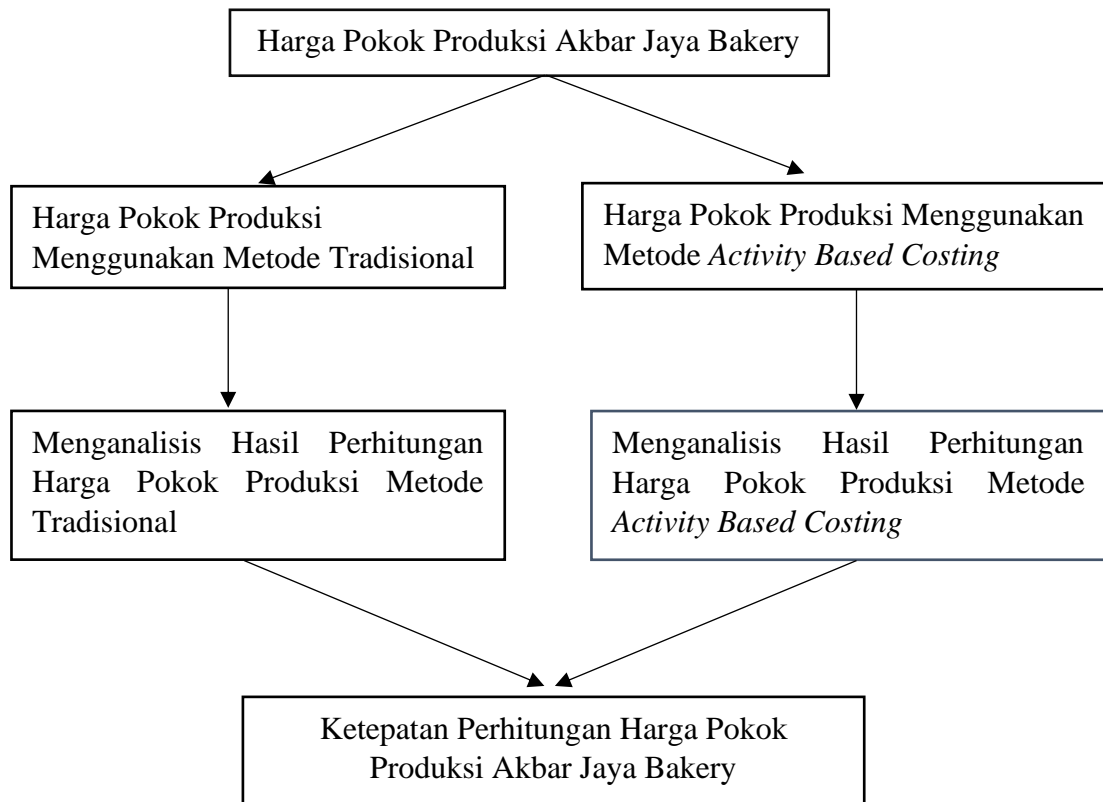 Harga Pokok Produksi Akbar Jaya Bakery
Harga Pokok Produksi
Menggunakan Metode Tradisional
Harga Pokok Produksi Menggunakan
Metode Activity Based Costing
Menganalisis Hasil Perhitungan
Harga Pokok Produksi Metode
Tradisional
Menganalisis Hasil Perhitungan
Harga Pokok Produksi Metode
Activity Based Costing
Ketepatan Perhitungan Harga Pokok
Produksi Akbar Jaya Bakery